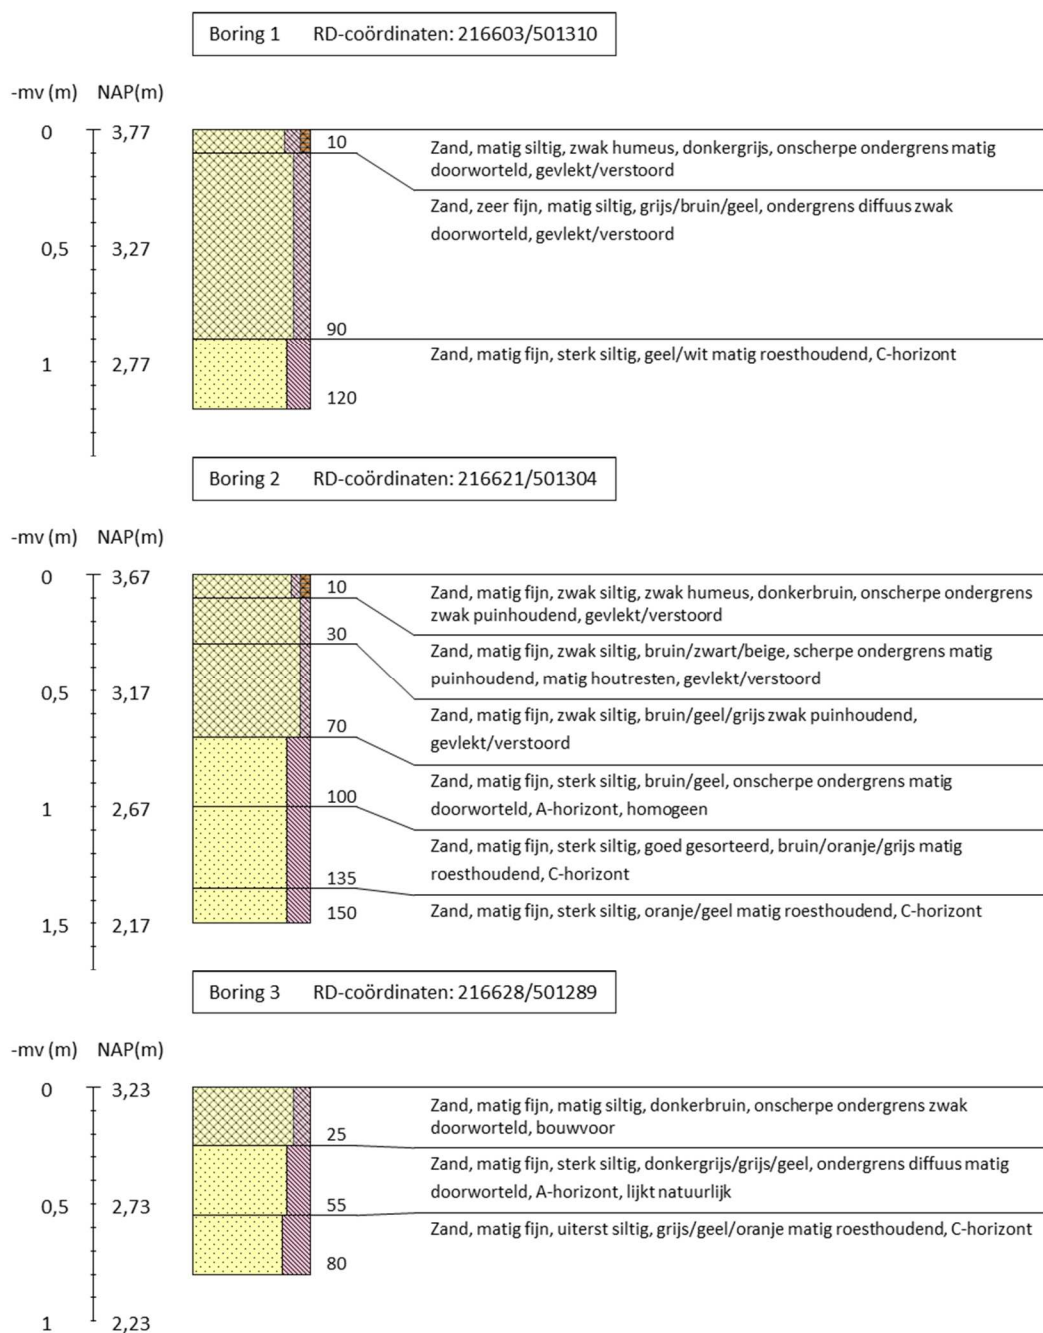 Boring 1 RD-coördinaten: 216603/501310
-mv (m) NAP(m)
0 3,77
10
Zand, matig siltig, zwak humeus, donkergrijs, onscherpe ondergrens matig
doorworteld, gevlekt/verstoord
Zand, zeer fijn, matig siltig, grijs/bruin/geel, ondergrens diffuus zwak
doorworteld, gevlekt/verstoord
0,5 3,27
90
Zand, matig fijn, sterk siltig, geel/wit matig roesthoudend, C-horizont
1 2,77
120
Boring 2 RD-coördinaten: 216621/501304
-mv (m) NAP(m)
0 3,67
10
Zand, matig fijn, zwak siltig, zwak humeus, donkerbruin, onscherpe ondergrens
zwak puinhoudend, gevlekt/verstoord
30
Zand, matig fijn, zwak siltig, bruin/zwart/beige, scherpe ondergrens matig
puinhoudend, matig houtresten, gevlekt/verstoord
0,5 3,17
70
Zand, matig fijn, zwak siltig, bruin/geel/grijs zwak puinhoudend,
gevlekt/verstoord
100
Zand, matig fijn, sterk siltig, bruin/geel, onscherpe ondergrens matig
doorworteld, A-horizont, homogeen
1 2,67
Zand, matig fijn, sterk siltig, goed gesorteerd, bruin/oranje/grijs matig
roesthoudend, C-horizont
135
150
Zand, matig fijn, sterk siltig, oranje/geel matig roesthoudend, C-horizont
1,5 2,17
Boring 3 RD-coördinaten: 216628/501289
-mv (m) NAP(m)
0 3,23
Zand, matig fijn, matig siltig, donkerbruin, onscherpe ondergrens zwak
doorworteld, bouwvoor
25
Zand, matig fijn, sterk siltig, donkergrijs/grijs/geel, ondergrens diffuus matig
doorworteld, A-horizont, lijkt natuurlijk
0,5 2,73
55
Zand, matig fijn, uiterst siltig, grijs/geel/oranje matig roesthoudend, C-horizont
80
1 2,23